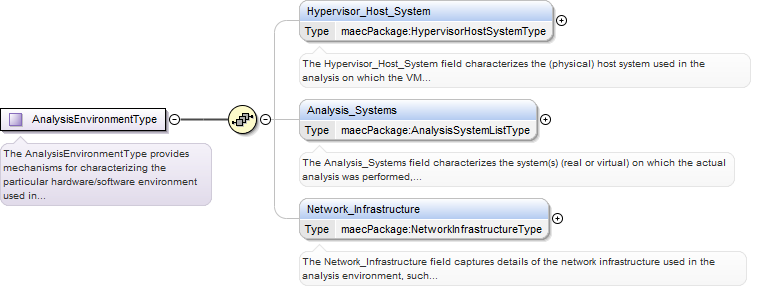 Hypervisor_Host_System
Type maecPackage:HypervisorHostSystemType
The Hypervisor_Host_System field characterizes the (physical) host system used in the
analysis on which the VM...
AnalysisEnvironmentType
The AnalysisEnvironmentType provides
mechanisms for characterizing the
particular hardware/software environment
used in...
Analysis_Systems
Type maecPackage:AnalysisSystemListType
The Analysis_Systems field characterizes the system(s) (real or virtual) on which the actual
analysis was performed,...
Network_Infrastructure
Type maecPackage:NetworkInfrastructureType
The Network_Infrastructure field captures details of the network infrastructure used in the
analysis environment, such...